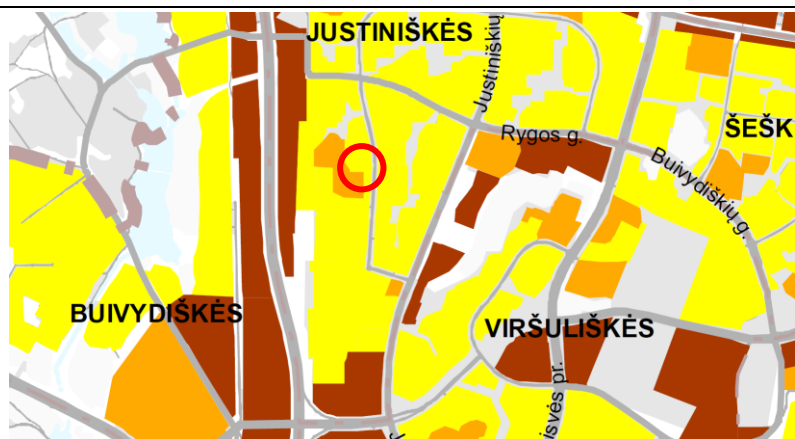 JUSTINIŠKĖS
Justiniškių
Rygos g.
ŠEŠK
Buivydiškių g.
BUIVYDIŠKĖS
VIRŠULIŠKĖS
isvės pr.